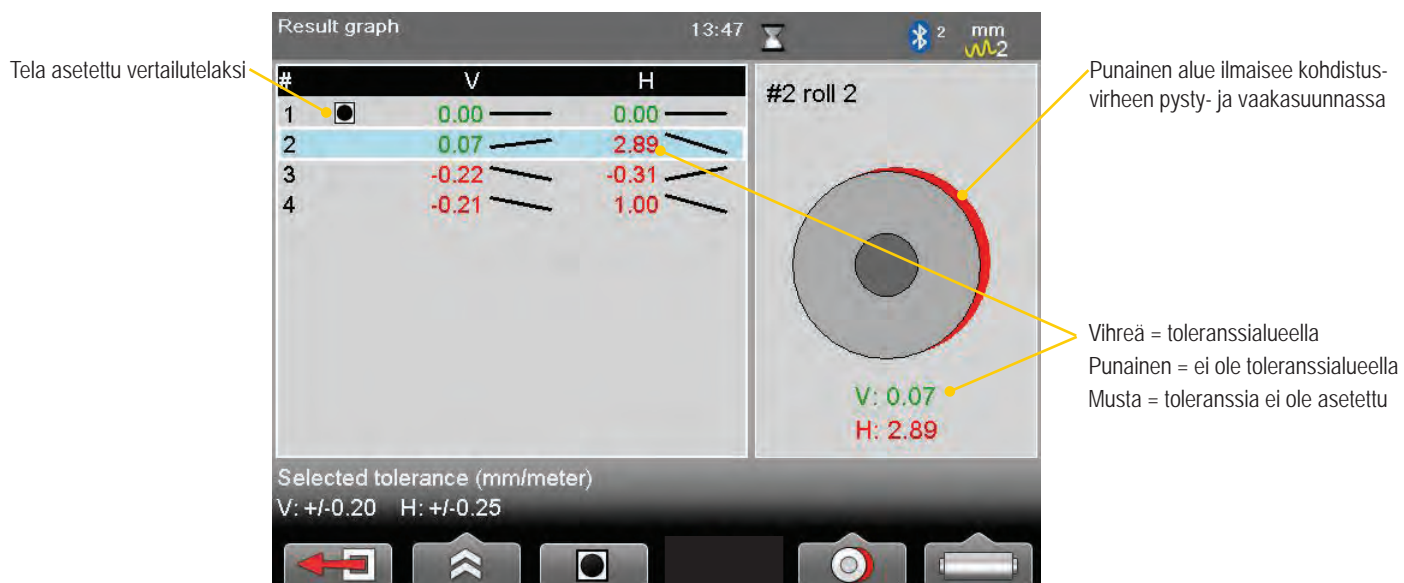 Result graph 13:47 2 mm 2
Tela asetettu vertailutelaksi
# V H
1 0.00 0.00
2 0.07 2.89
3 -0.22 -0.31
4 -0.21 1.00
#2 roll 2
V: 0.07
H: 2.89
Punainen alue ilmaisee kohdistus-
virheen pysty- ja vaakasuunnassa
Vihreä = toleranssialueella
Punainen = ei ole toleranssialueella
Musta = toleranssia ei ole asetettu
Selected tolerance (mm/meter)
V: +/-0.20 H: +/-0.25